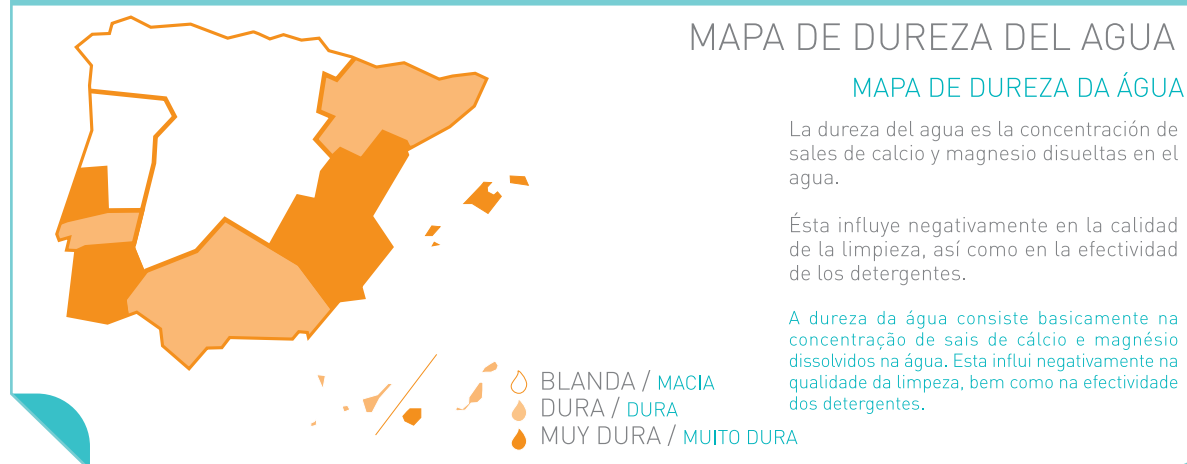 MAPA DE DUREZA DEL AGUA
MAPA DE DUREZA DA ÁGUA
La dureza del agua es la concentración de
sales de calcio y magnesio disueltas en el
agua.
Ésta influye negativamente en la calidad
de la limpieza, así como en la efectividad
de los detergentes.
A dureza da água consiste basicamente na
concentração de sais de cálcio e magnésio
dissolvidos na água. Esta influi negativamente na
qualidade da limpeza, bem como na efectividade
dos detergentes.
BLANDA / MACIA
DURA / DURA
MUY DURA / MUITO DURA